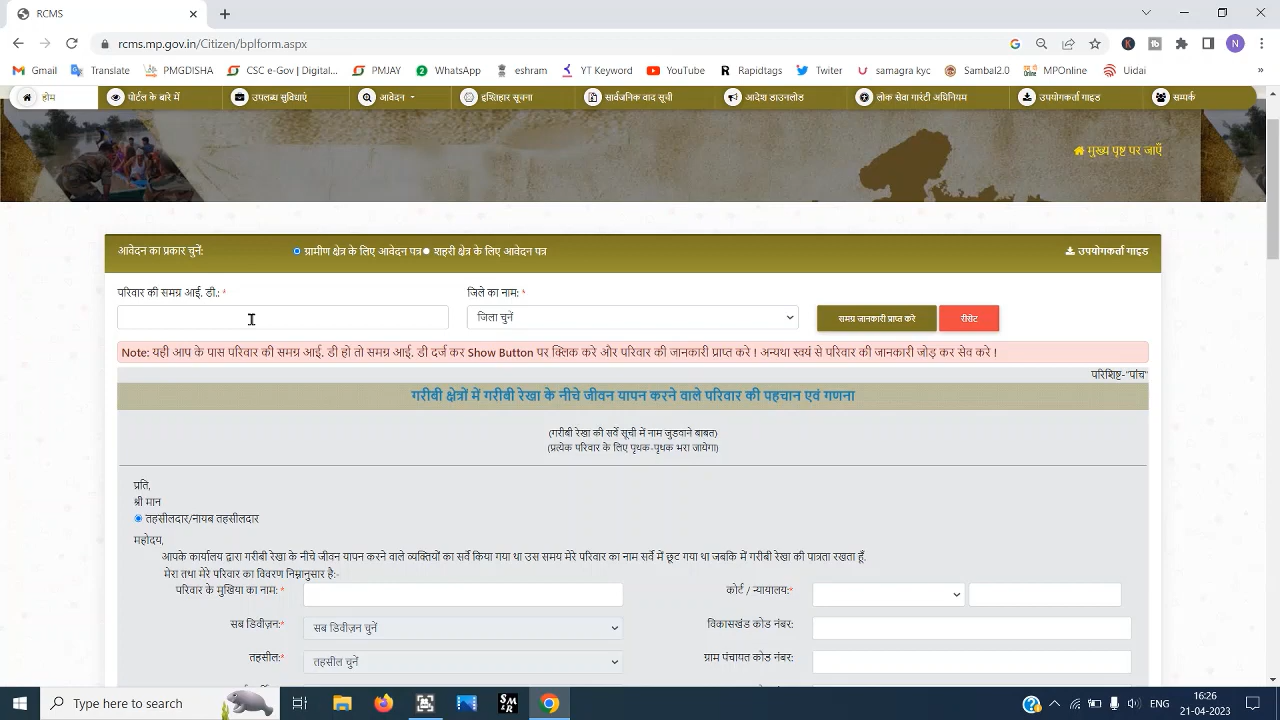 RCMS
rcms.mp.gov.in/Citizen/bplform.aspx
Gmail Translate PMGDISHA CSC e-Gov | Digital... PMJAY WhatsApp eshram YT Keyword YouTube Rapidtags Twiter samagra kyc Sambal2.0 MPOnline Uidai
होम पोर्टल के बारे में उपलब्ध सुविधाएं आवेदन इश्तिहार सूचना सार्वजनिक वाद सूची आदेश डाउनलोड लोक सेवा गारंटी अधिनियम उपयोगकर्ता गाइड सम्पर्क
मुख्य पृष्ट पर जाएँ
आवेदन का प्रकार चुनें: ग्रामीण क्षेत्र के लिए आवेदन पत्र शहरी क्षेत्र के लिए आवेदन पत्र उपयोगकर्ता गाइड
परिवार की समग्र आई. डी.: * जिले का नाम: *
जिला चुनें समग्र जानकारी प्राप्त करे रीसेट
Note: यही आप के पास परिवार की समग्र आई. डी हो तो समग्र आई. डी दर्ज कर Show Button पर क्लिक करे और परिवार की जानकारी प्राप्त करे ! अन्यथा स्वयं से परिवार की जानकारी जोड़ कर सेव करे !
परिशिष्ट-"पांच"
गरीबी क्षेत्रों में गरीबी रेखा के नीचे जीवन यापन करने वाले परिवार की पहचान एवं गणना
(गरीबी रेखा की सर्वे सूची में नाम जुडवाने बाबत)
(प्रत्येक परिवार के लिए पृथक-पृथक भरा जायेगा)
प्रति,
श्री मान
तहसीलदार/नायब तहसीलदार
महोदय,
आपके कार्यालय द्वारा गरीबी रेखा के नीचे जीवन यापन करने वाले व्यक्तियों का सर्वे किया गया था उस समय मेरे परिवार का नाम सर्वे में छूट गया था जबकि में गरीबी रेखा की पात्रता रखता हूँ.
मेरा तथा मेरे परिवार का विवरण निम्नानुसार है:-
परिवार के मुखिया का नाम: * कोर्ट / न्यायालय:*
सब डिवीज़न:* सब डिवीज़न चुनें विकासखंड कोड नंबर:
तहसील:* तहसील चुनें ग्राम पंचायत कोड नंबर:
Type here to search
ENG 16:26
21-04-2023